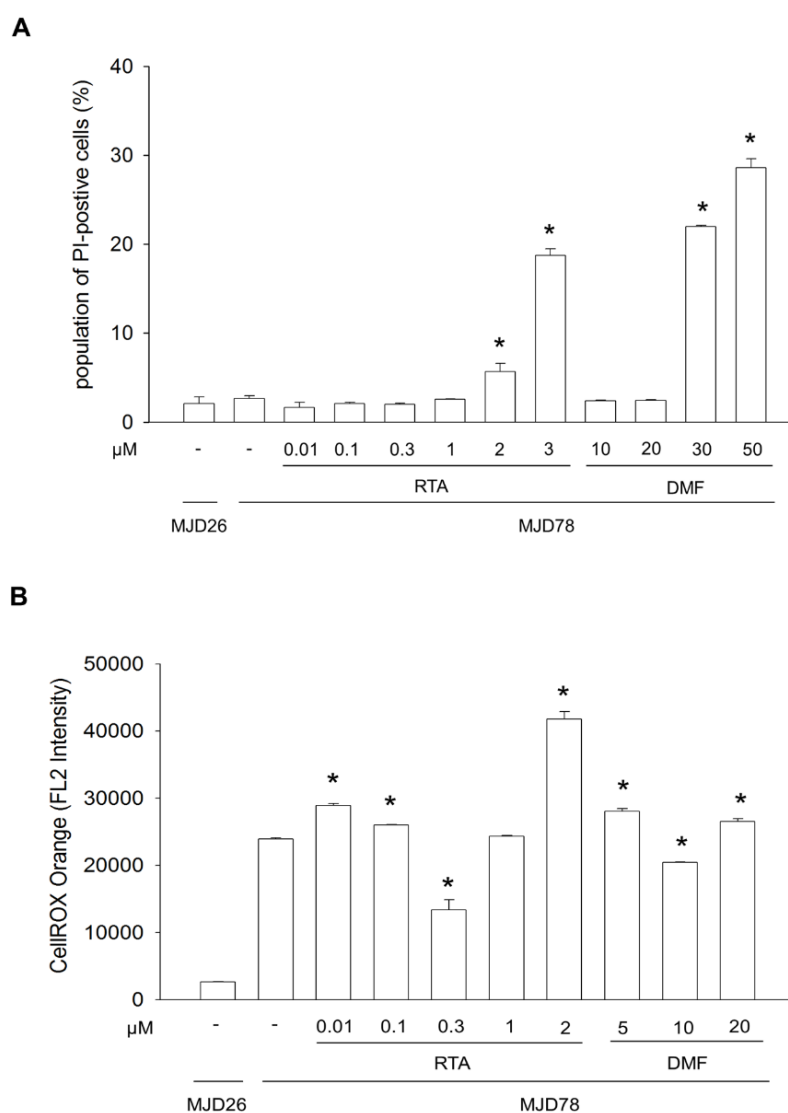 A
population of PI-postive cells (%)
40
30
20
10
0
* * * *
µM - - 0.01 0.1 0.3 1 2 3 10 20 30 50
RTA DMF
MJD26 MJD78
B
CellROX Orange (FL2 Intensity)
50000
40000
30000
20000
10000
0
* * * * * * *
µM - - 0.01 0.1 0.3 1 2 5 10 20
RTA DMF
MJD26 MJD78